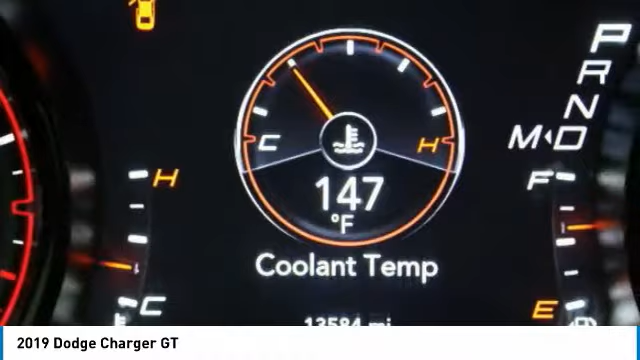 P
R
N
M D
C H
H F
147
°F
Coolant Temp
C E
13584 mi
2019 Dodge Charger GT